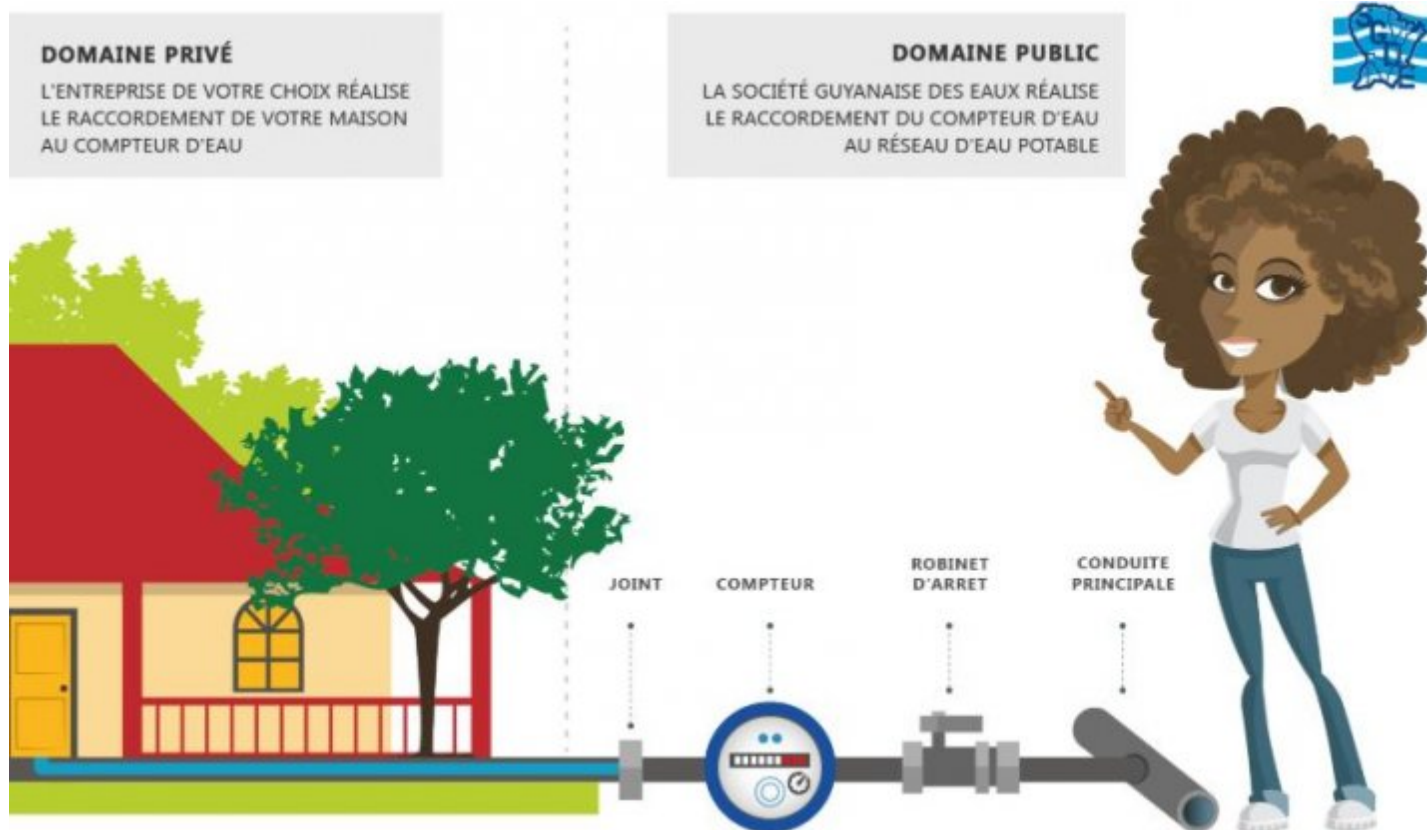 DOMAINE PRIVÉ
L'ENTREPRISE DE VOTRE CHOIX RÉALISE
LE RACCORDEMENT DE VOTRE MAISON
AU COMPTEUR D'EAU
DOMAINE PUBLIC
LA SOCIÉTÉ GUYANAISE DES EAUX RÉALISE
LE RACCORDEMENT DU COMPTEUR D'EAU
AU RÉSEAU D'EAU POTABLE
SGDE
JOINT
COMPTEUR
ROBINET
D'ARRET
CONDUITE
PRINCIPALE